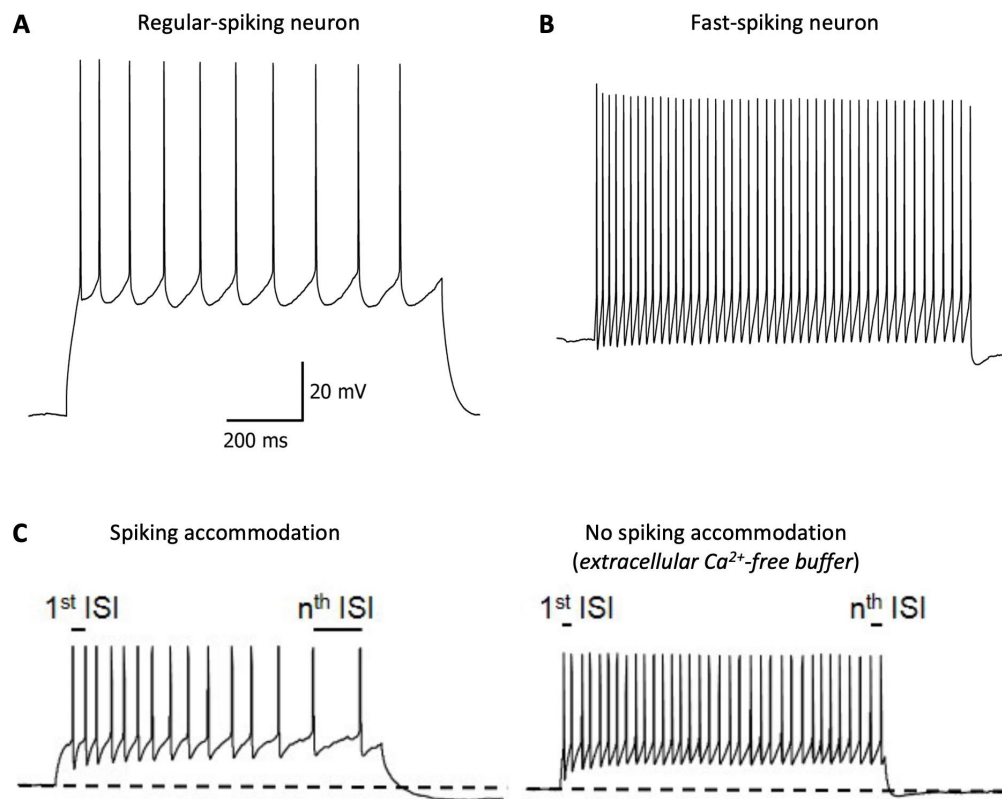 A
Regular-spiking neuron
B
Fast-spiking neuron
20 mV
200 ms
C
Spiking accommodation
No spiking accommodation
(extracellular Ca²⁺-free buffer)
1ˢᵗ ISI
nᵗʰ ISI
1ˢᵗ ISI
nᵗʰ ISI